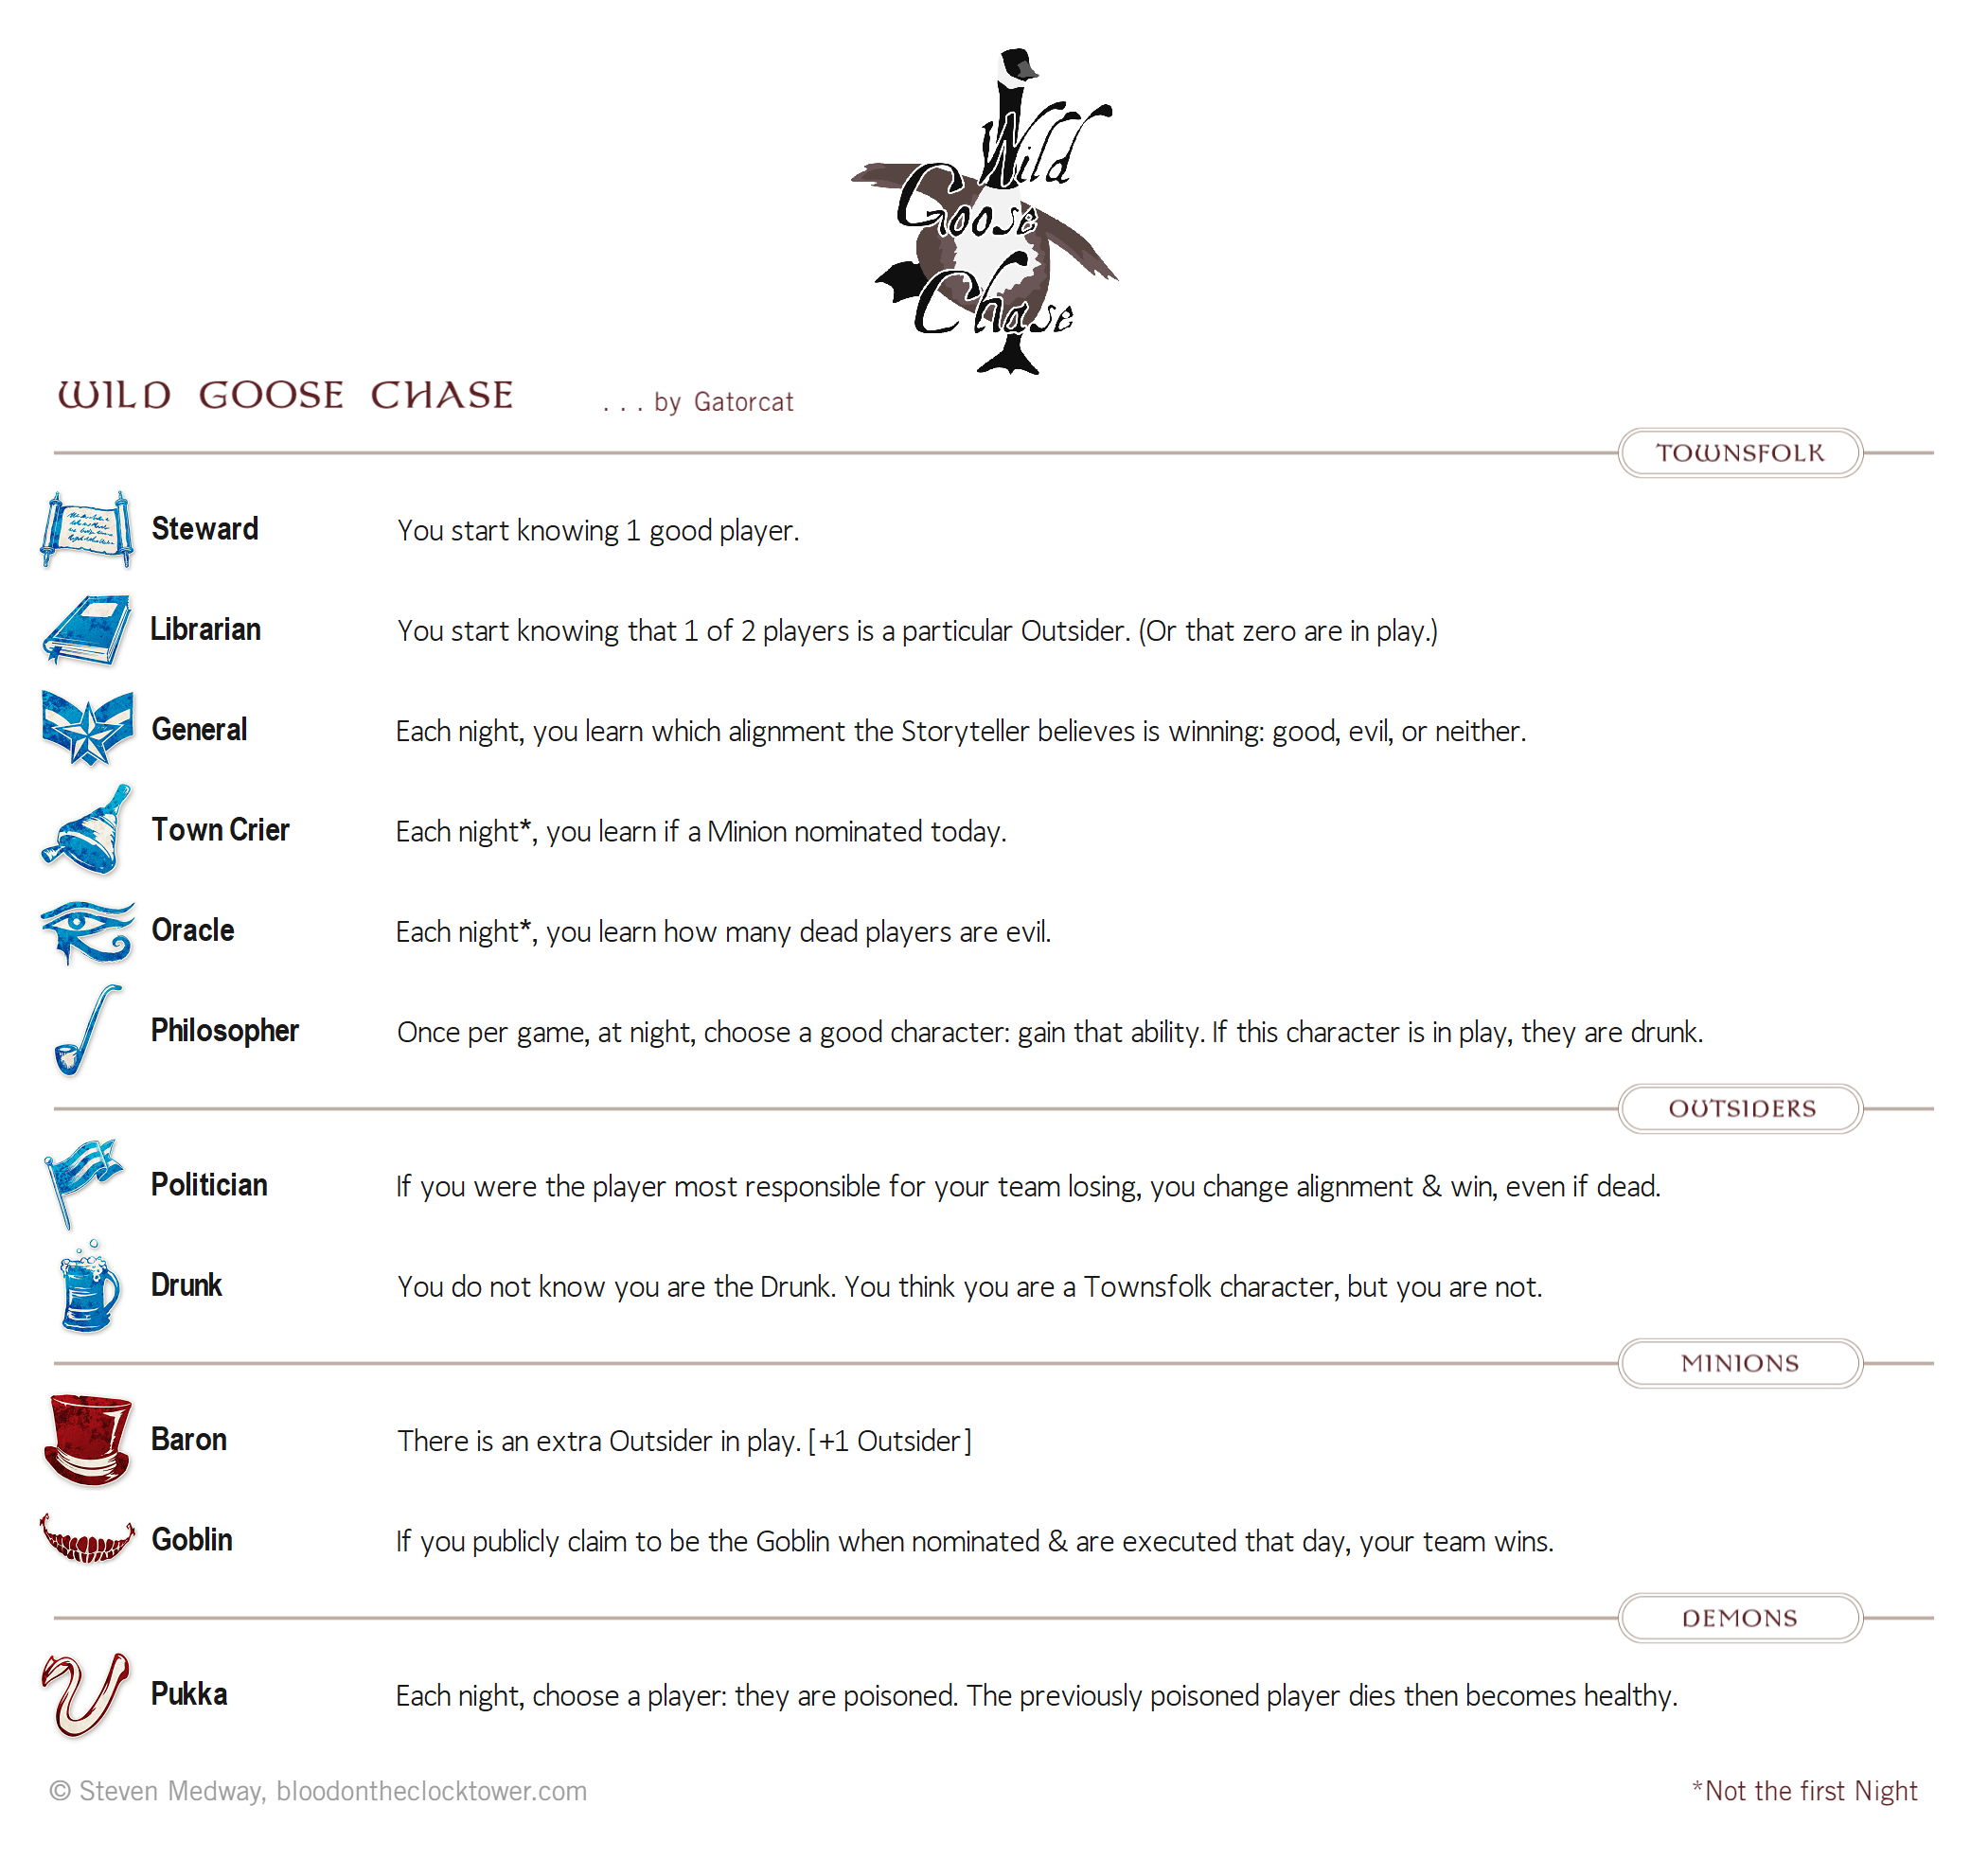 Wild
Goose
Chase
WILD GOOSE CHASE . . . by Gatorcat
TOWNSFOLK
Steward You start knowing 1 good player.
Librarian You start knowing that 1 of 2 players is a particular Outsider. (Or that zero are in play.)
General Each night, you learn which alignment the Storyteller believes is winning: good, evil, or neither.
Town Crier Each night*, you learn if a Minion nominated today.
Oracle Each night*, you learn how many dead players are evil.
Philosopher Once per game, at night, choose a good character: gain that ability. If this character is in play, they are drunk.
OUTSIDERS
Politician If you were the player most responsible for your team losing, you change alignment & win, even if dead.
Drunk You do not know you are the Drunk. You think you are a Townsfolk character, but you are not.
MINIONS
Baron There is an extra Outsider in play. [+1 Outsider]
Goblin If you publicly claim to be the Goblin when nominated & are executed that day, your team wins.
DEMONS
Pukka Each night, choose a player: they are poisoned. The previously poisoned player dies then becomes healthy.
© Steven Medway, bloodontheclocktower.com *Not the first Night